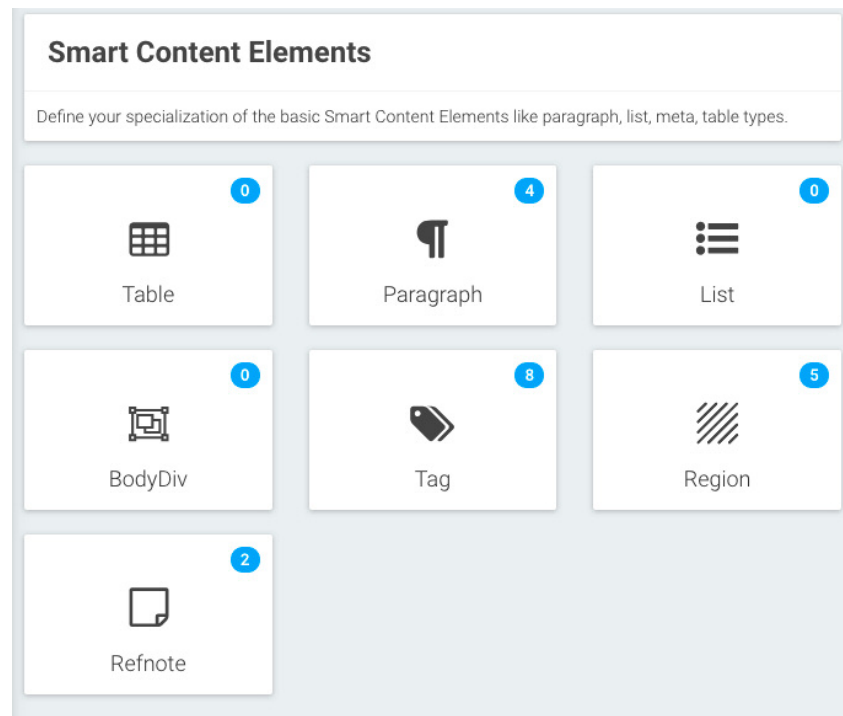 Smart Content Elements
Define your specialization of the basic Smart Content Elements like paragraph, list, meta, table types.
0
Table
4
Paragraph
0
List
0
BodyDiv
8
Tag
5
Region
2
Refnote